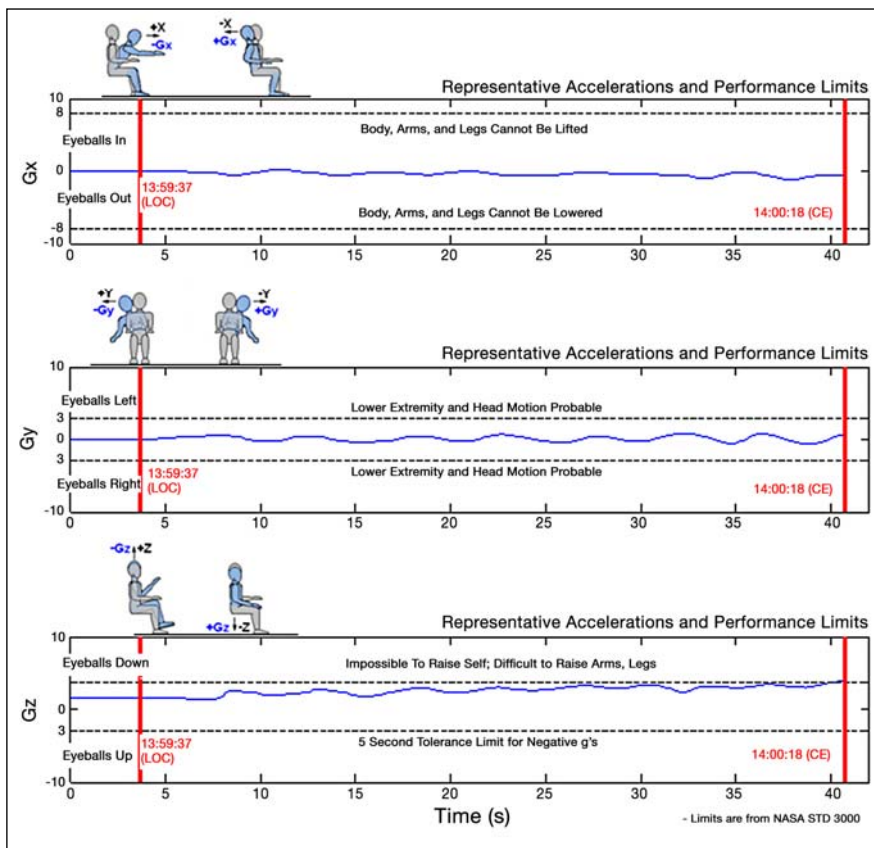 +X
-Gx
-X
+Gx
Representative Accelerations and Performance Limits
10
8
Eyeballs In
Body, Arms, and Legs Cannot Be Lifted
Gx
0
13:59:37
(LOC)
Eyeballs Out
Body, Arms, and Legs Cannot Be Lowered
14:00:18 (CE)
-8
-10
0 5 10 15 20 25 30 35 40
+Y
-Gy
-Y
+Gy
Representative Accelerations and Performance Limits
10
Eyeballs Left
3
Lower Extremity and Head Motion Probable
Gy
0
3
Lower Extremity and Head Motion Probable
13:59:37
(LOC)
Eyeballs Right
14:00:18 (CE)
-10
0 5 10 15 20 25 30 35 40
-Gz +Z
+Gz -Z
Representative Accelerations and Performance Limits
10
Eyeballs Down
Impossible To Raise Self; Difficult to Raise Arms, Legs
Gz
0
3
13:59:37
(LOC)
5 Second Tolerance Limit for Negative g's
Eyeballs Up
14:00:18 (CE)
-10
0 5 10 15 20 25 30 35 40
Time (s)
- Limits are from NASA STD 3000